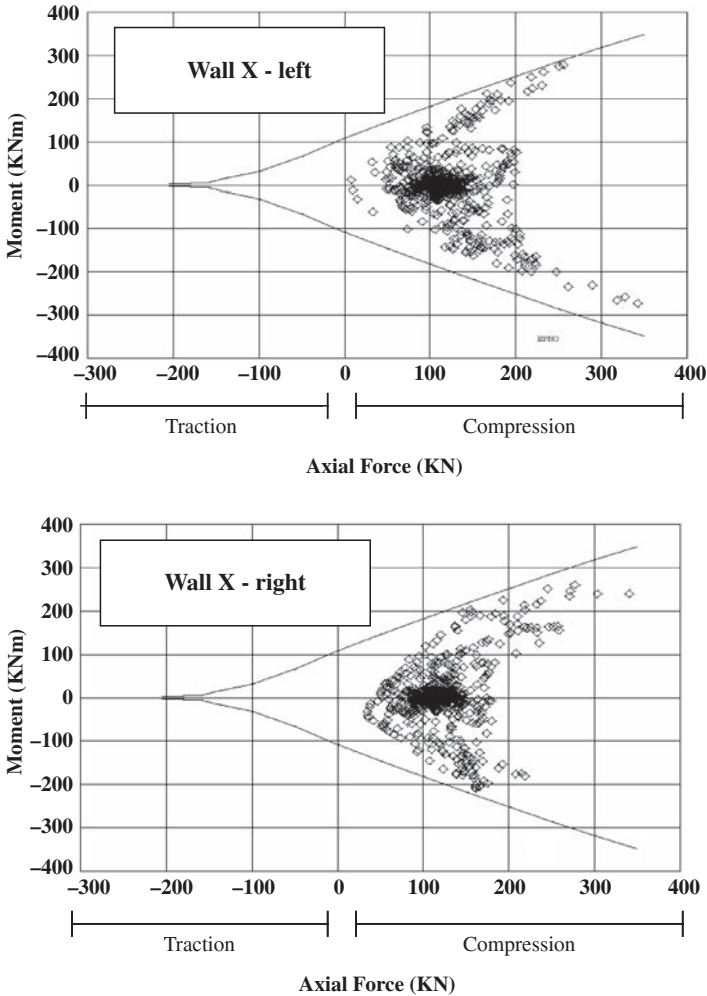 400
300
200
100
0
−100
−200
−300
−400
Moment (KNm)
Wall X - left
−300 −200 −100 0 100 200 300 400
Traction Compression
Axial Force (KN)
400
300
200
100
0
−100
−200
−300
−400
Moment (KNm)
Wall X - right
−300 −200 −100 0 100 200 300 400
Traction Compression
Axial Force (KN)